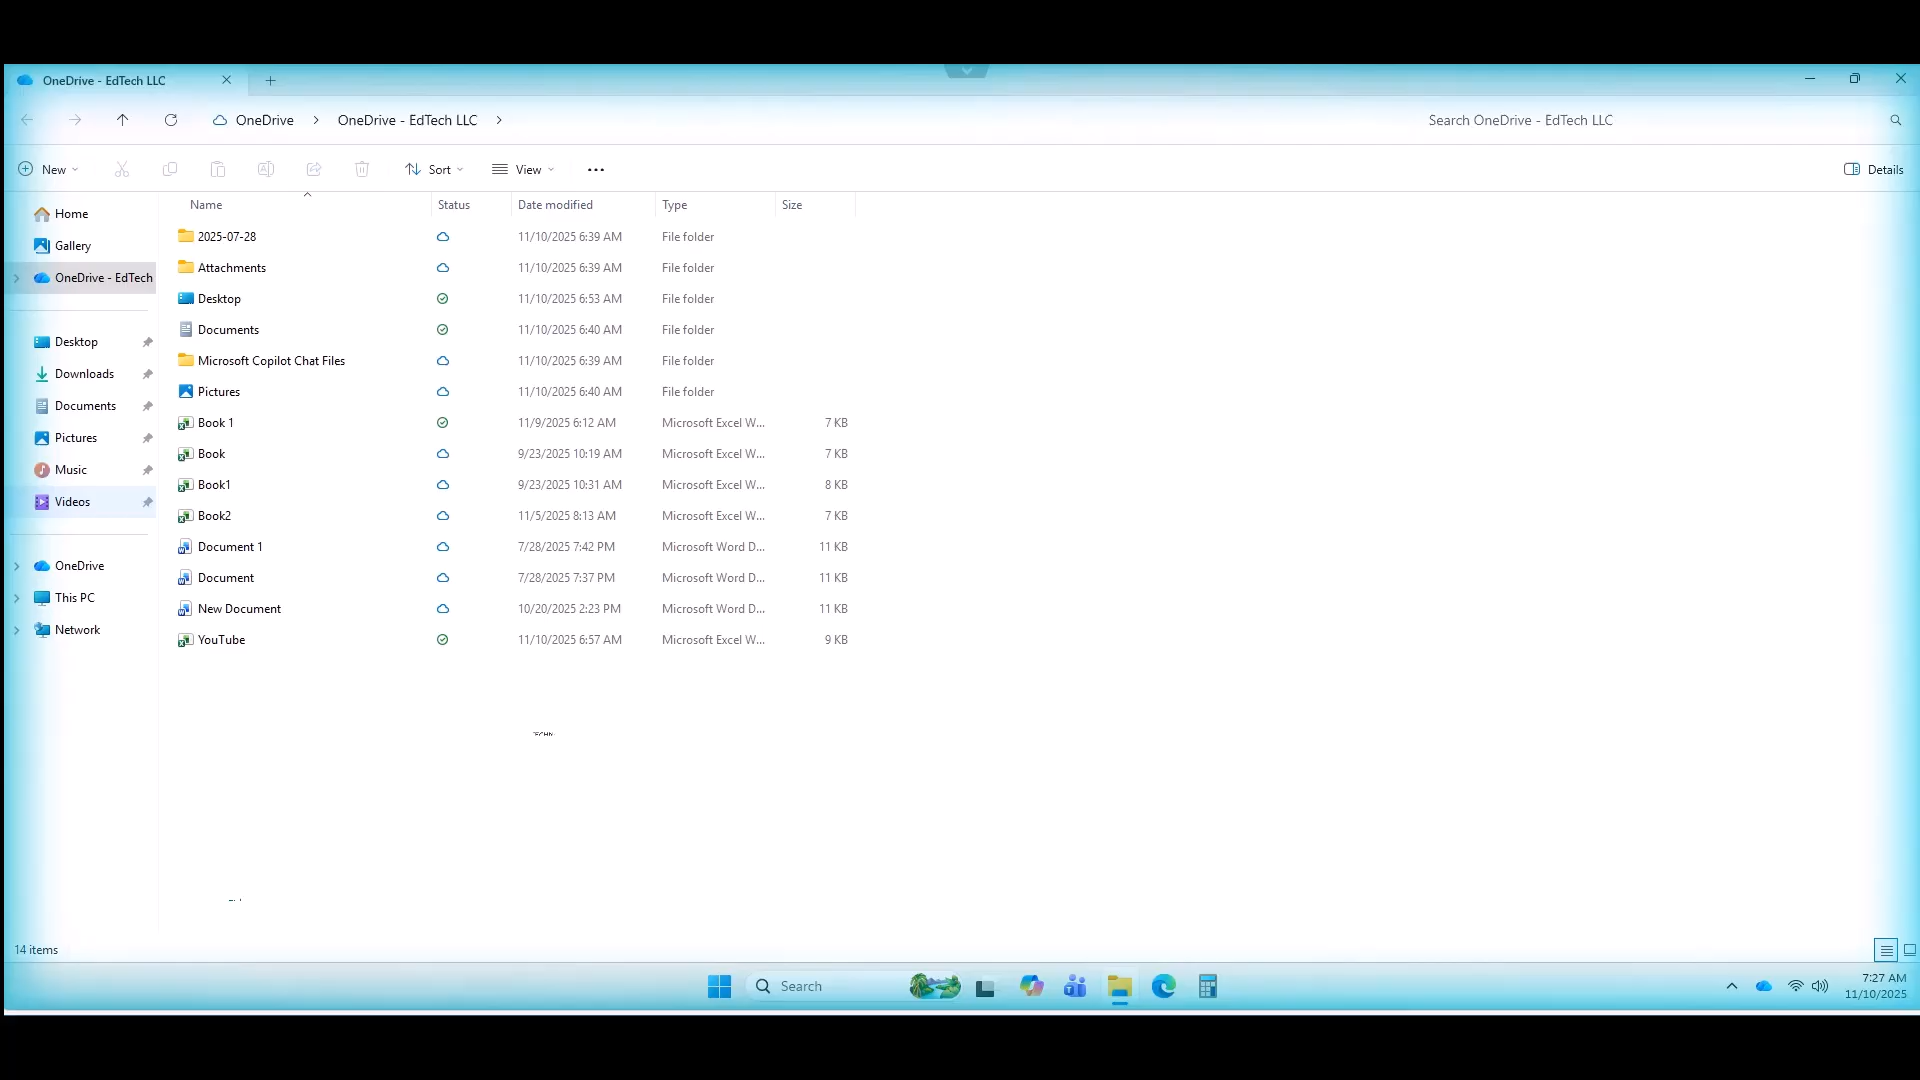 OneDrive - EdTech LLC
OneDrive > OneDrive - EdTech LLC >
Search OneDrive - EdTech LLC
New
Sort
View
Details
Name Status Date modified Type Size
Home
Gallery
OneDrive - EdTech
Desktop
Downloads
Documents
Pictures
Music
Videos
OneDrive
This PC
Network
2025-07-28 11/10/2025 6:39 AM File folder
Attachments 11/10/2025 6:39 AM File folder
Desktop 11/10/2025 6:53 AM File folder
Documents 11/10/2025 6:40 AM File folder
Microsoft Copilot Chat Files 11/10/2025 6:39 AM File folder
Pictures 11/10/2025 6:40 AM File folder
Book 1 11/9/2025 6:12 AM Microsoft Excel W... 7 KB
Book 9/23/2025 10:19 AM Microsoft Excel W... 7 KB
Book1 9/23/2025 10:31 AM Microsoft Excel W... 8 KB
Book2 11/5/2025 8:13 AM Microsoft Excel W... 7 KB
Document 1 7/28/2025 7:42 PM Microsoft Word D... 11 KB
Document 7/28/2025 7:37 PM Microsoft Word D... 11 KB
New Document 10/20/2025 2:23 PM Microsoft Word D... 11 KB
YouTube 11/10/2025 6:57 AM Microsoft Excel W... 9 KB
14 items
Search
7:27 AM
11/10/2025